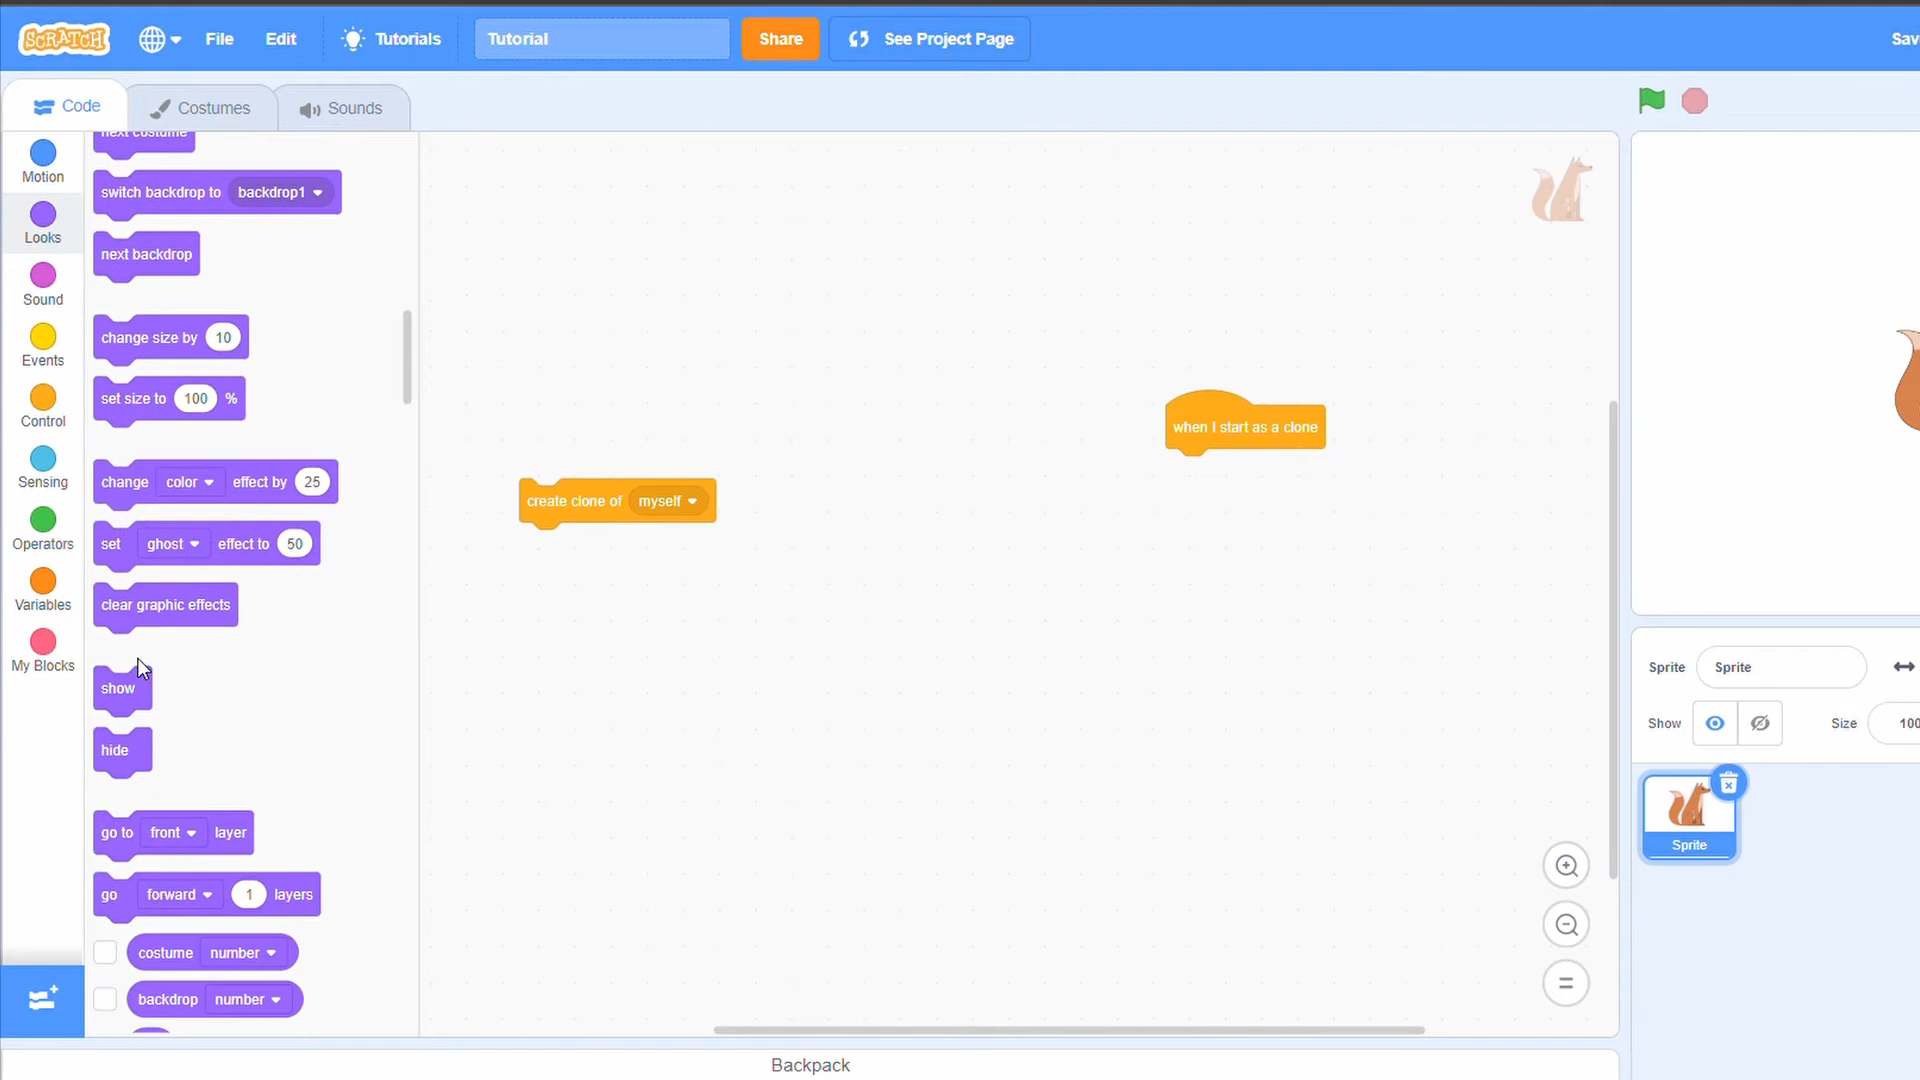 SCRATCH
File
Edit
Tutorials
Tutorial
Share
See Project Page
Sav
Code
Costumes
Sounds
Motion
Looks
Sound
Events
Control
Sensing
Operators
Variables
My Blocks
next costume
switch backdrop to backdrop1
next backdrop
change size by 10
set size to 100 %
change color effect by 25
set ghost effect to 50
clear graphic effects
show
hide
go to front layer
go forward 1 layers
costume number
backdrop number
create clone of myself
when I start as a clone
Sprite Sprite
Show
Size 100
Sprite
Backpack